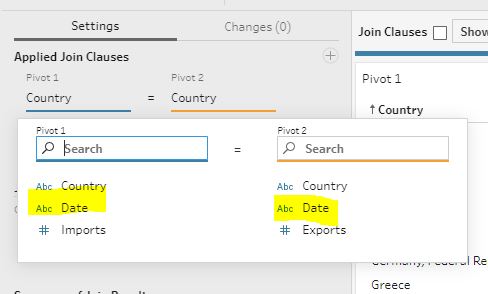 Settings
Changes (0)
Applied Join Clauses
Pivot 1
Pivot 2
Country
=
Country
Join Clauses
Show
Pivot 1
Country
Pivot 1
Pivot 2
Search
=
Search
Abc Country
Abc Country
Abc Date
Abc Date
# Imports
# Exports
Germany, Federal Re
Greece